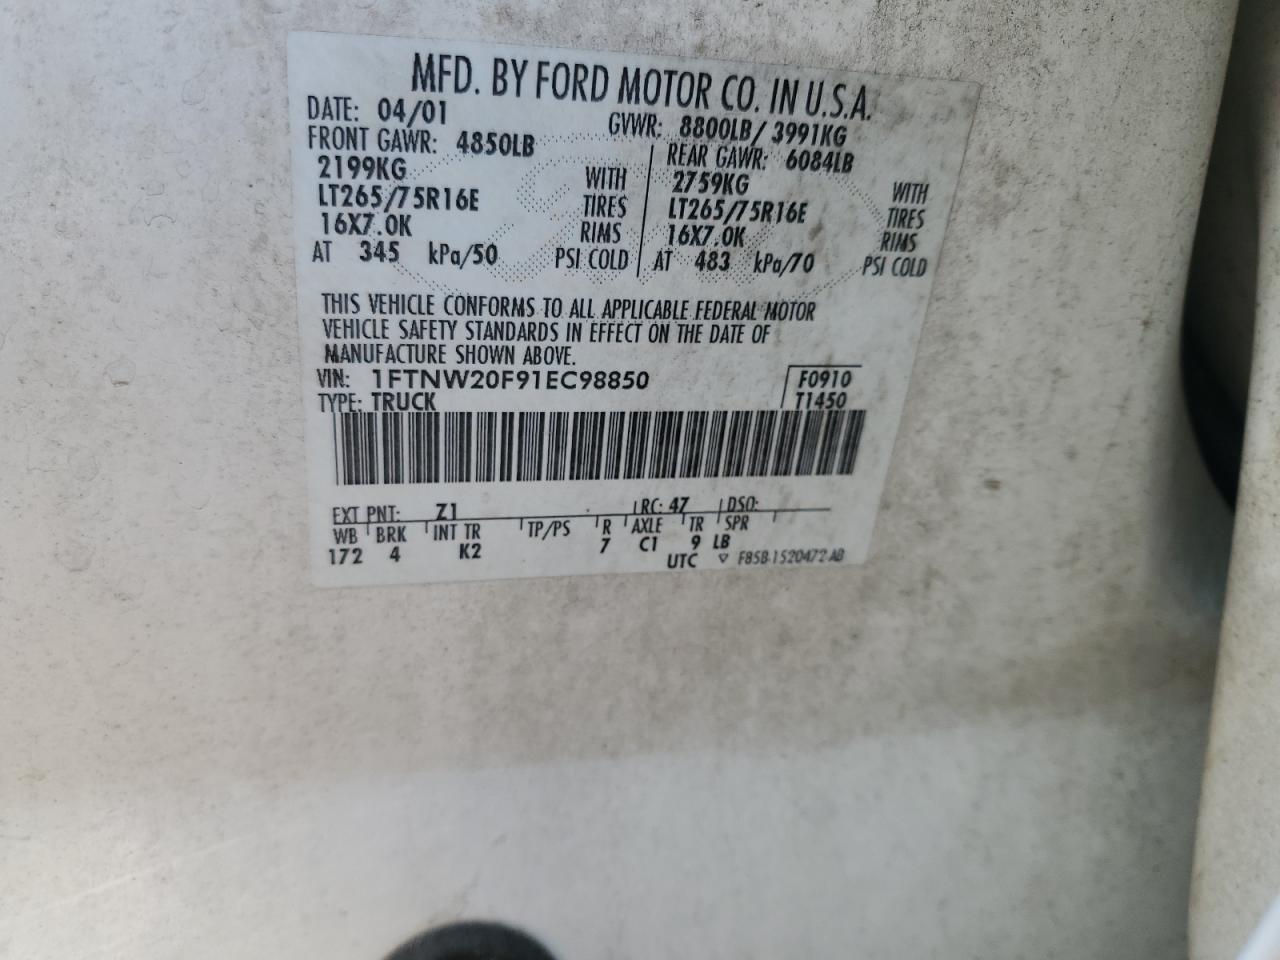 MFD. BY FORD MOTOR CO. IN U.S.A.
DATE: 04/01 GVWR: 8800LB/ 3991KG
FRONT GAWR: 4850LB REAR GAWR: 6084LB
2199KG WITH 2759KG WITH
LT265/75R16E TIRES LT265/75R16E TIRES
16X7.0K RIMS 16X7.0K RIMS
AT 345 kPa/50 PSI COLD AT 483 kPa/70 PSI COLD
THIS VEHICLE CONFORMS TO ALL APPLICABLE FEDERAL MOTOR
VEHICLE SAFETY STANDARDS IN EFFECT ON THE DATE OF
MANUFACTURE SHOWN ABOVE.
VIN: 1FTNW20F91EC98850 F0910
TYPE: TRUCK T1450
EXT PNT: Z1 RC: 47 DSO:
WB BRK INT TR TP/PS R AXLE TR SPR
172 4 K2 7 C1 9 LB
UTC ▽ F85B-1520472-AB